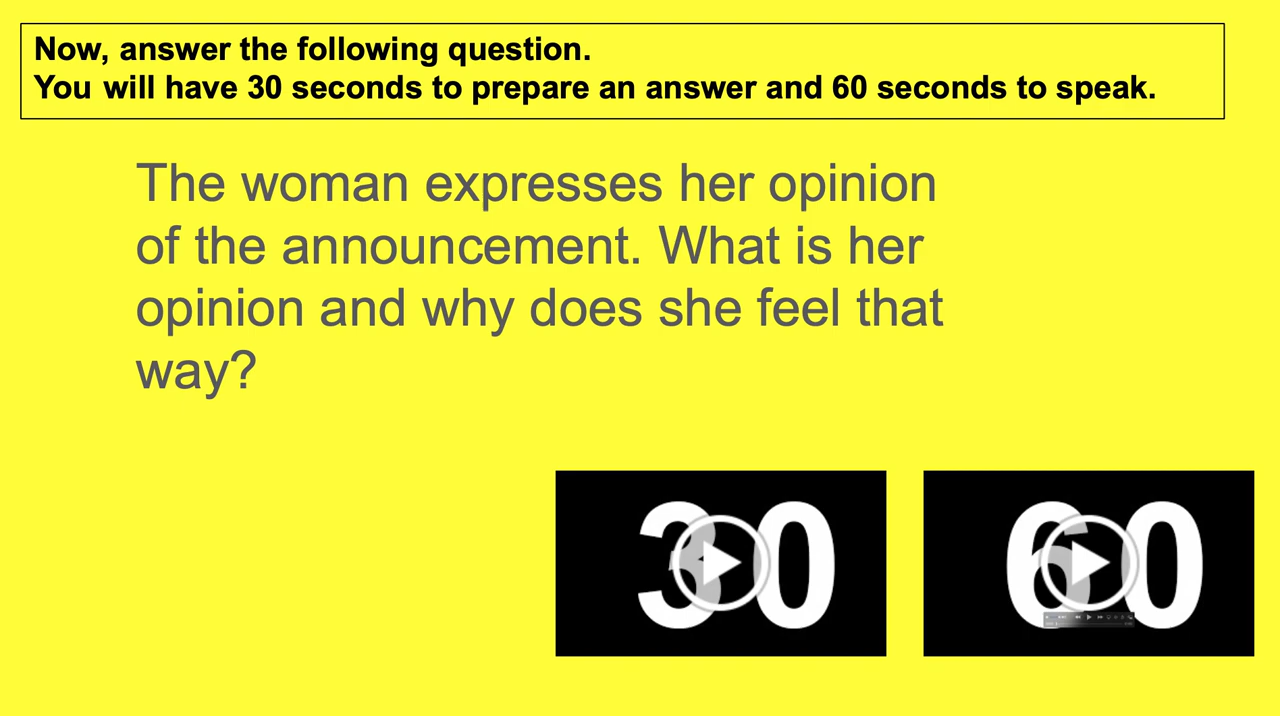 Now, answer the following question.
You will have 30 seconds to prepare an answer and 60 seconds to speak.
The woman expresses her opinion
of the announcement. What is her
opinion and why does she feel that
way?
30
60